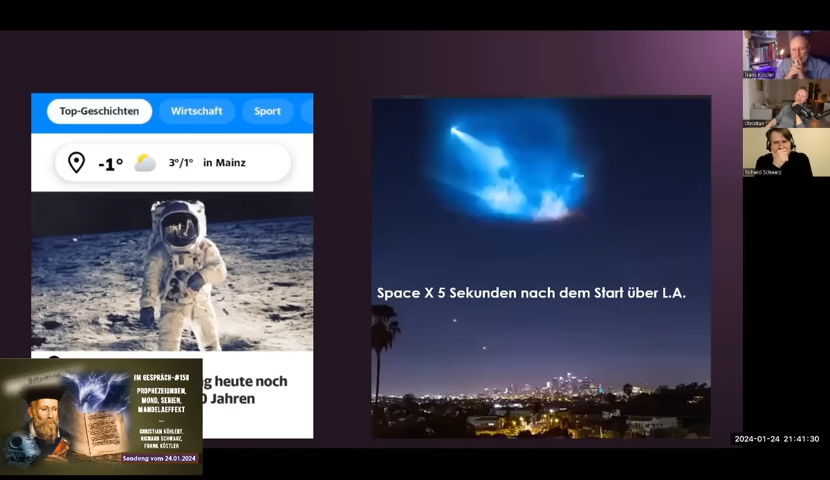 Top-Geschichten
Wirtschaft
Sport
-1°
3°/1° in Mainz
g heute noch
0 Jahren
Space X 5 Sekunden nach dem Start über L.A.
Frank Köstler
Christian
Richard Schwarz
IM GESPRÄCH-#158
PROPHEZEIUNGEN,
MOND, SERIEN,
MANDELAEFFEKT
CHRISTIAN KÖHLERT,
RICHARD SCHWARZ,
FRANK KÖSTLER
Sendung vom 24.01.2024
2024-01-24 21:41:30